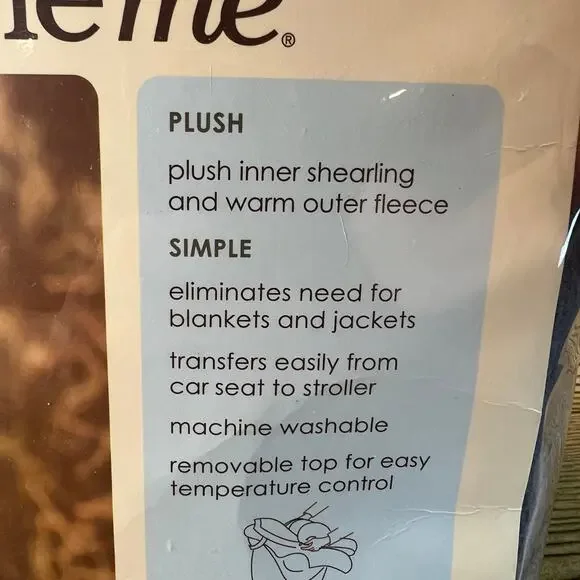 me®
PLUSH
plush inner shearling
and warm outer fleece
SIMPLE
eliminates need for
blankets and jackets
transfers easily from
car seat to stroller
machine washable
removable top for easy
temperature control